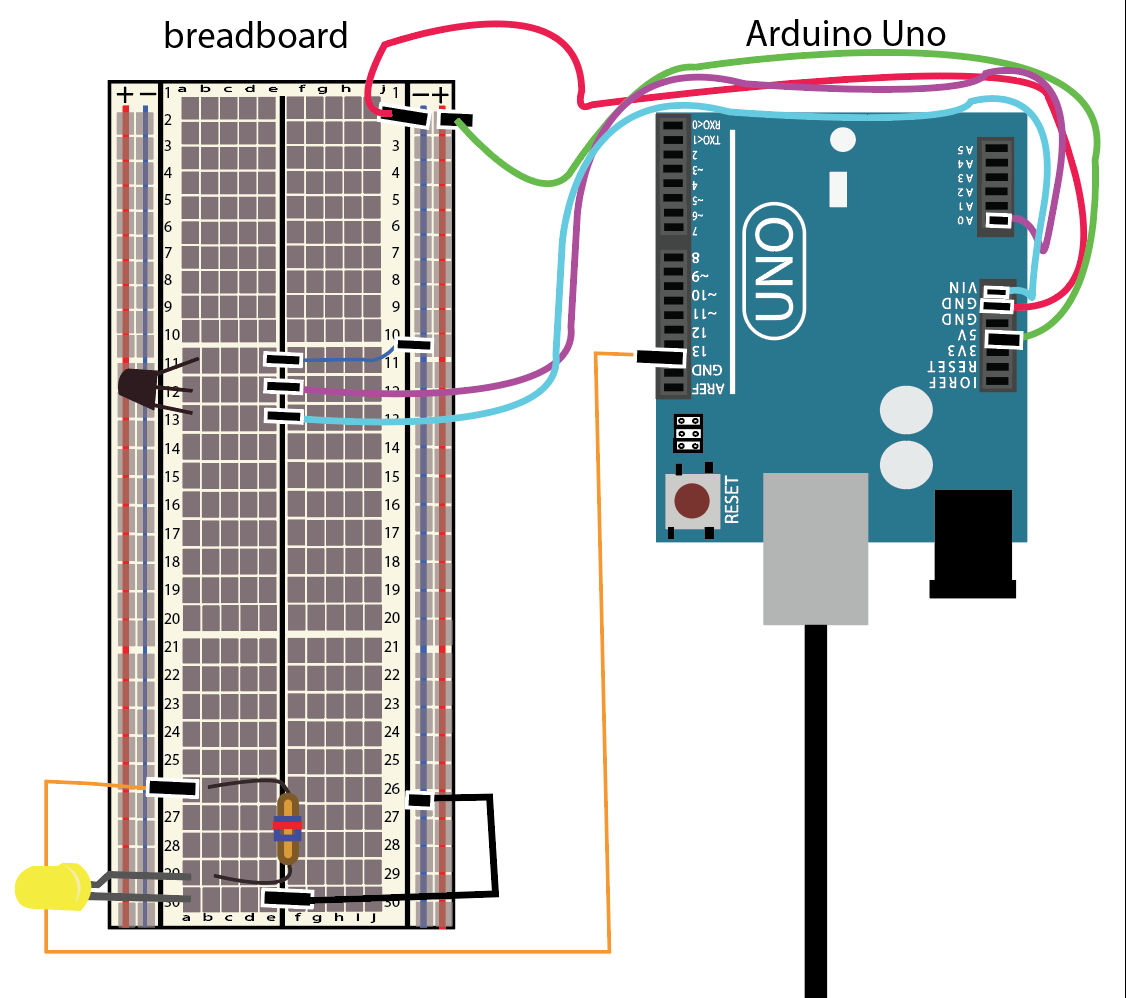 breadboard
Arduino Uno
+ − 1 a b c d e f g h j 1 − +
2
3 3
4 4
5 5
6 6
7 7
8 8
9 9
10 10
11 11
12 12
13 13
14 14
15 15
16 16
17 17
18 18
19 19
20 20
21 21
22 22
23 23
24 24
25 25
26 26
27 27
28 28
29 29
30 30
a b c d e f g h I J
RX0<0
TXO<1
2
~3
4
~5
~6
7
8
~9
~10
~11
12
13
GND
AREF
UNO
A5
A4
A3
A2
A1
A0
VIN
GND
GND
5V
3V3
RESET
IOREF
RESET